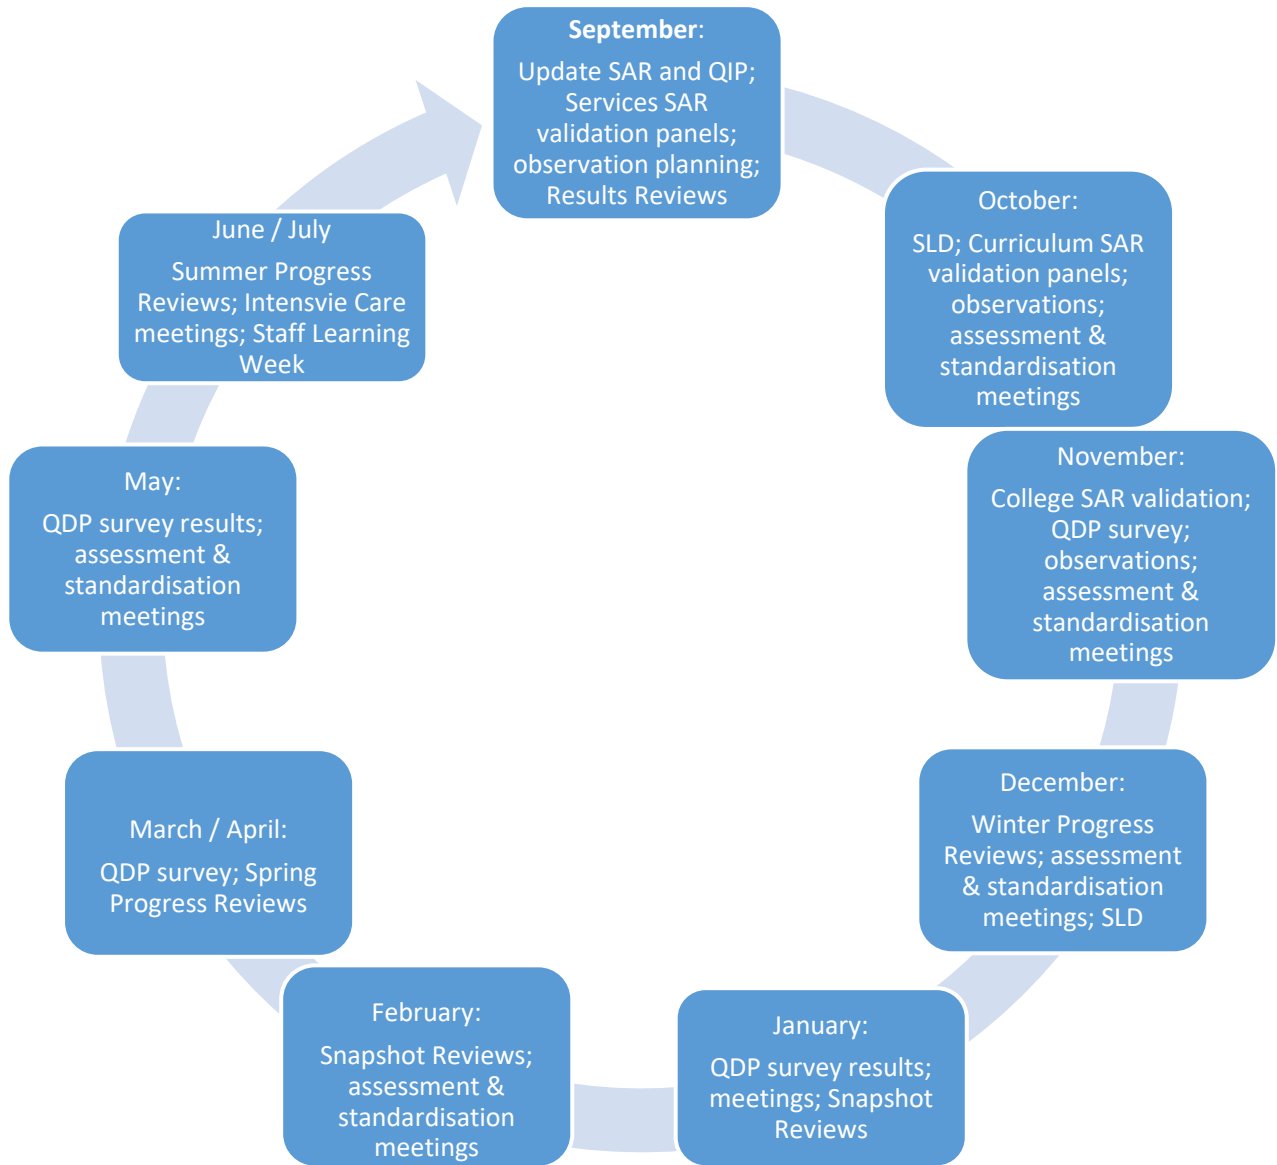 September:
Update SAR and QIP;
Services SAR
validation panels;
observation planning;
Results Reviews
October:
SLD; Curriculum SAR
validation panels;
observations;
assessment &
standardisation
meetings
November:
College SAR validation;
QDP survey;
observations;
assessment &
standardisation
meetings
December:
Winter Progress
Reviews; assessment
& standardisation
meetings; SLD
January:
QDP survey results;
meetings; Snapshot
Reviews
February:
Snapshot Reviews;
assessment &
standardisation
meetings
March / April:
QDP survey; Spring
Progress Reviews
May:
QDP survey results;
assessment &
standardisation
meetings
June / July
Summer Progress
Reviews; Intensvie Care
meetings; Staff Learning
Week